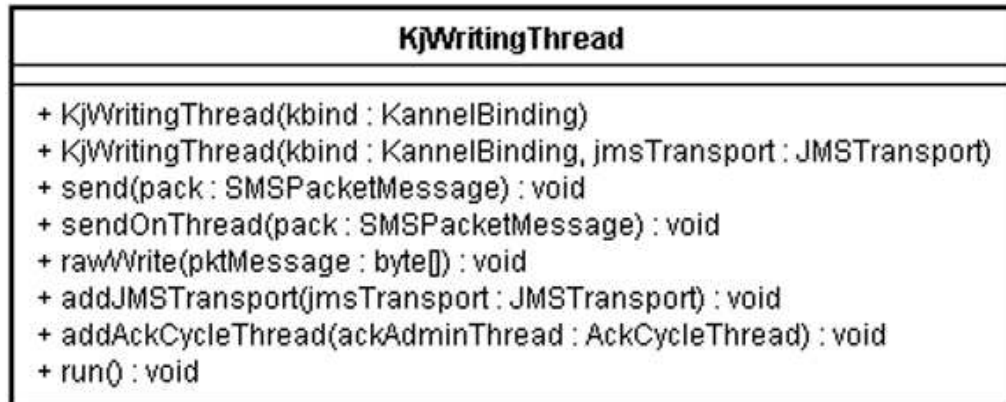 KjWritingThread
+ KjWritingThread(kbind : KannelBinding)
+ KjWritingThread(kbind : KannelBinding, jmsTransport : JMSTransport)
+ send(pack : SMSPacketMessage) : void
+ sendOnThread(pack : SMSPacketMessage) : void
+ rawWrite(pktMessage : byte[]) : void
+ addJMSTransport(jmsTransport : JMSTransport) : void
+ addAckCycleThread(ackAdminThread : AckCycleThread) : void
+ run() : void